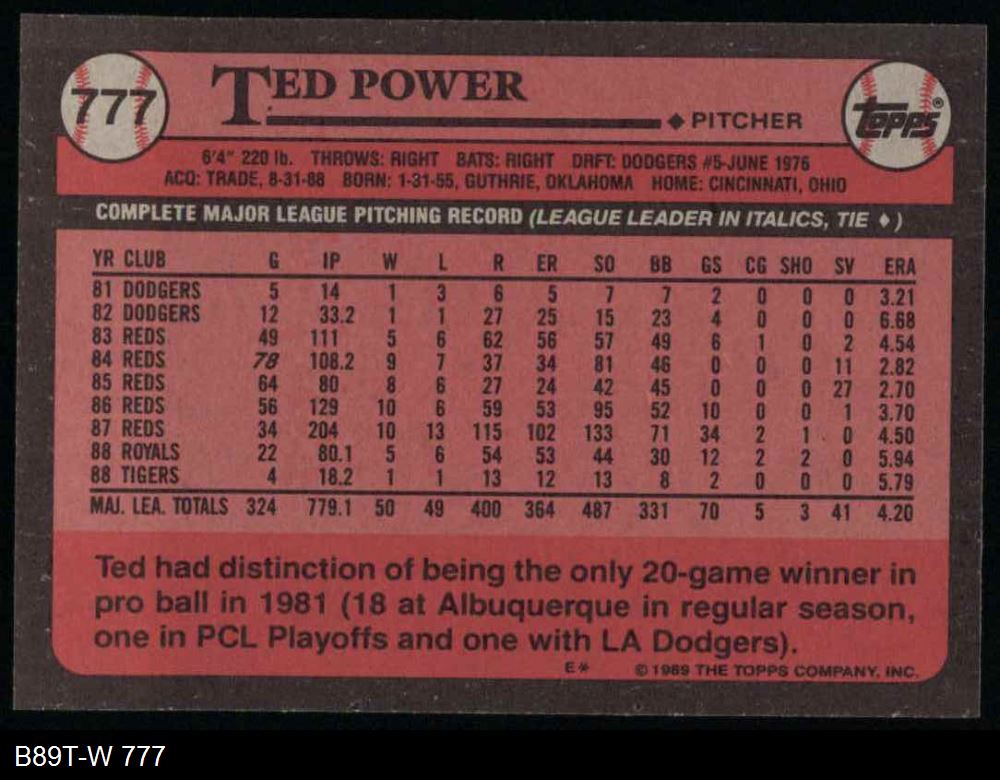 777
TED POWER
PITCHER
Topps®
6'4" 220 lb. THROWS: RIGHT BATS: RIGHT DRFT: DODGERS #5-JUNE 1976
ACQ: TRADE, 8-31-88 BORN: 1-31-55, GUTHRIE, OKLAHOMA HOME: CINCINNATI, OHIO
COMPLETE MAJOR LEAGUE PITCHING RECORD (LEAGUE LEADER IN ITALICS, TIE ♦)
YR CLUB G IP W L R ER SO BB GS CG SHO SV ERA
81 DODGERS 5 14 1 3 6 5 7 7 2 0 0 0 3.21
82 DODGERS 12 33.2 1 1 27 25 15 23 4 0 0 0 6.68
83 REDS 49 111 5 6 62 56 57 49 6 1 0 2 4.54
84 REDS 78 108.2 9 7 37 34 81 46 0 0 0 11 2.82
85 REDS 64 80 8 6 27 24 42 45 0 0 0 27 2.70
86 REDS 56 129 10 6 59 53 95 52 10 0 0 1 3.70
87 REDS 34 204 10 13 115 102 133 71 34 2 1 0 4.50
88 ROYALS 22 80.1 5 6 54 53 44 30 12 2 2 0 5.94
88 TIGERS 4 18.2 1 1 13 12 13 8 2 0 0 0 5.79
MAJ. LEA. TOTALS 324 779.1 50 49 400 364 487 331 70 5 3 41 4.20
Ted had distinction of being the only 20-game winner in
pro ball in 1981 (18 at Albuquerque in regular season,
one in PCL Playoffs and one with LA Dodgers).
E* © 1989 THE TOPPS COMPANY, INC.
B89T-W 777